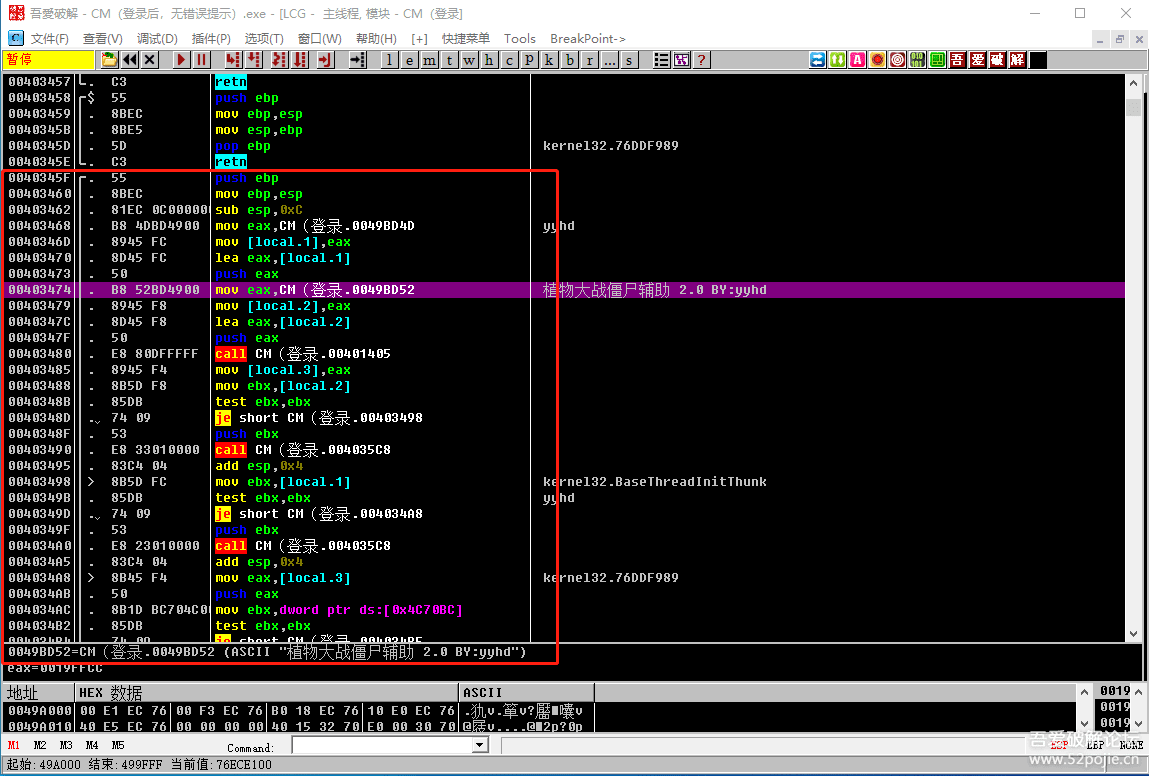 吾爱破解 - CM（登录后，无错误提示）.exe - [LCG - 主线程, 模块 - CM（登录]
文件(F) 查看(V) 调试(D) 插件(P) 选项(T) 窗口(W) 帮助(H) [+] 快捷菜单 Tools BreakPoint->
暂停 l e m t w h c p k b r ... s ? A 吾 爱 破 解
00403457 . C3 retn
00403458 $ 55 push ebp
00403459 . 8BEC mov ebp,esp
0040345B . 8BE5 mov esp,ebp
0040345D . 5D pop ebp kernel32.76DDF989
0040345E . C3 retn
0040345F . 55 push ebp
00403460 . 8BEC mov ebp,esp
00403462 . 81EC 0C000000 sub esp,0xC
00403468 . B8 4DBD4900 mov eax,CM（登录.0049BD4D yyhd
0040346D . 8945 FC mov [local.1],eax
00403470 . 8D45 FC lea eax,[local.1]
00403473 . 50 push eax
00403474 . B8 52BD4900 mov eax,CM（登录.0049BD52 植物大战僵尸辅助 2.0 BY:yyhd
00403479 . 8945 F8 mov [local.2],eax
0040347C . 8D45 F8 lea eax,[local.2]
0040347F . 50 push eax
00403480 . E8 80DFFFFF call CM（登录.00401405
00403485 . 8945 F4 mov [local.3],eax
00403488 . 8B5D F8 mov ebx,[local.2]
0040348B . 85DB test ebx,ebx
0040348D . 74 09 je short CM（登录.00403498
0040348F . 53 push ebx
00403490 . E8 33010000 call CM（登录.004035C8
00403495 . 83C4 04 add esp,0x4
00403498 > 8B5D FC mov ebx,[local.1] kernel32.BaseThreadInitThunk
0040349B . 85DB test ebx,ebx yyhd
0040349D . 74 09 je short CM（登录.004034A8
0040349F . 53 push ebx
004034A0 . E8 23010000 call CM（登录.004035C8
004034A5 . 83C4 04 add esp,0x4
004034A8 > 8B45 F4 mov eax,[local.3] kernel32.76DDF989
004034AB . 50 push eax
004034AC . 8B1D BC704C00 mov ebx,dword ptr ds:[0x4C70BC]
004034B2 . 85DB test ebx,ebx
004034B4 . 74 09 je short CM（登录.004034BF
0049BD52=CM（登录.0049BD52 (ASCII "植物大战僵尸辅助 2.0 BY:yyhd")
eax=0019FFCC
地址 HEX 数据 ASCII 0019
0049A000 00 E1 EC 76 00 F3 EC 76 B0 18 EC 76 10 E0 EC 76 0019
0049A010 40 E5 EC 76 00 00 00 00 40 15 32 70 E0 00 30 70 0019
M1 M2 M3 M4 M5 Command: ESP EBP NONE
起始:49A000 结束:499FFF 当前值:76ECE100
吾爱破解论坛
www.52pojie.cn